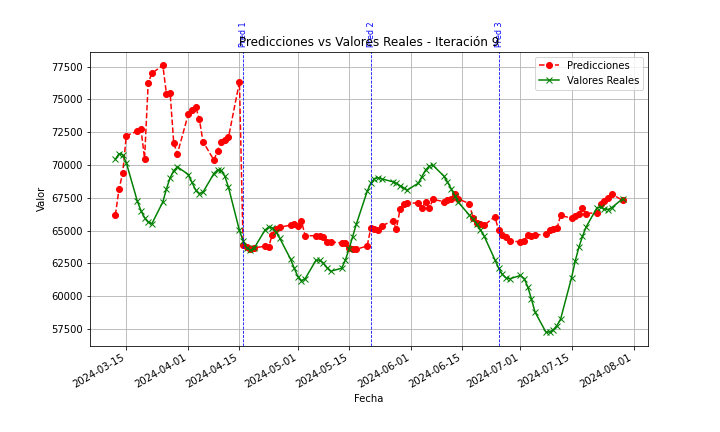 Pred 1
Pred 2
Pred 3
Predicciones vs Valores Reales - Iteración 9
Predicciones
Valores Reales
Valor
77500
75000
72500
70000
67500
65000
62500
60000
57500
2024-03-15
2024-04-01
2024-04-15
2024-05-01
2024-05-15
2024-06-01
2024-06-15
2024-07-01
2024-07-15
2024-08-01
Fecha